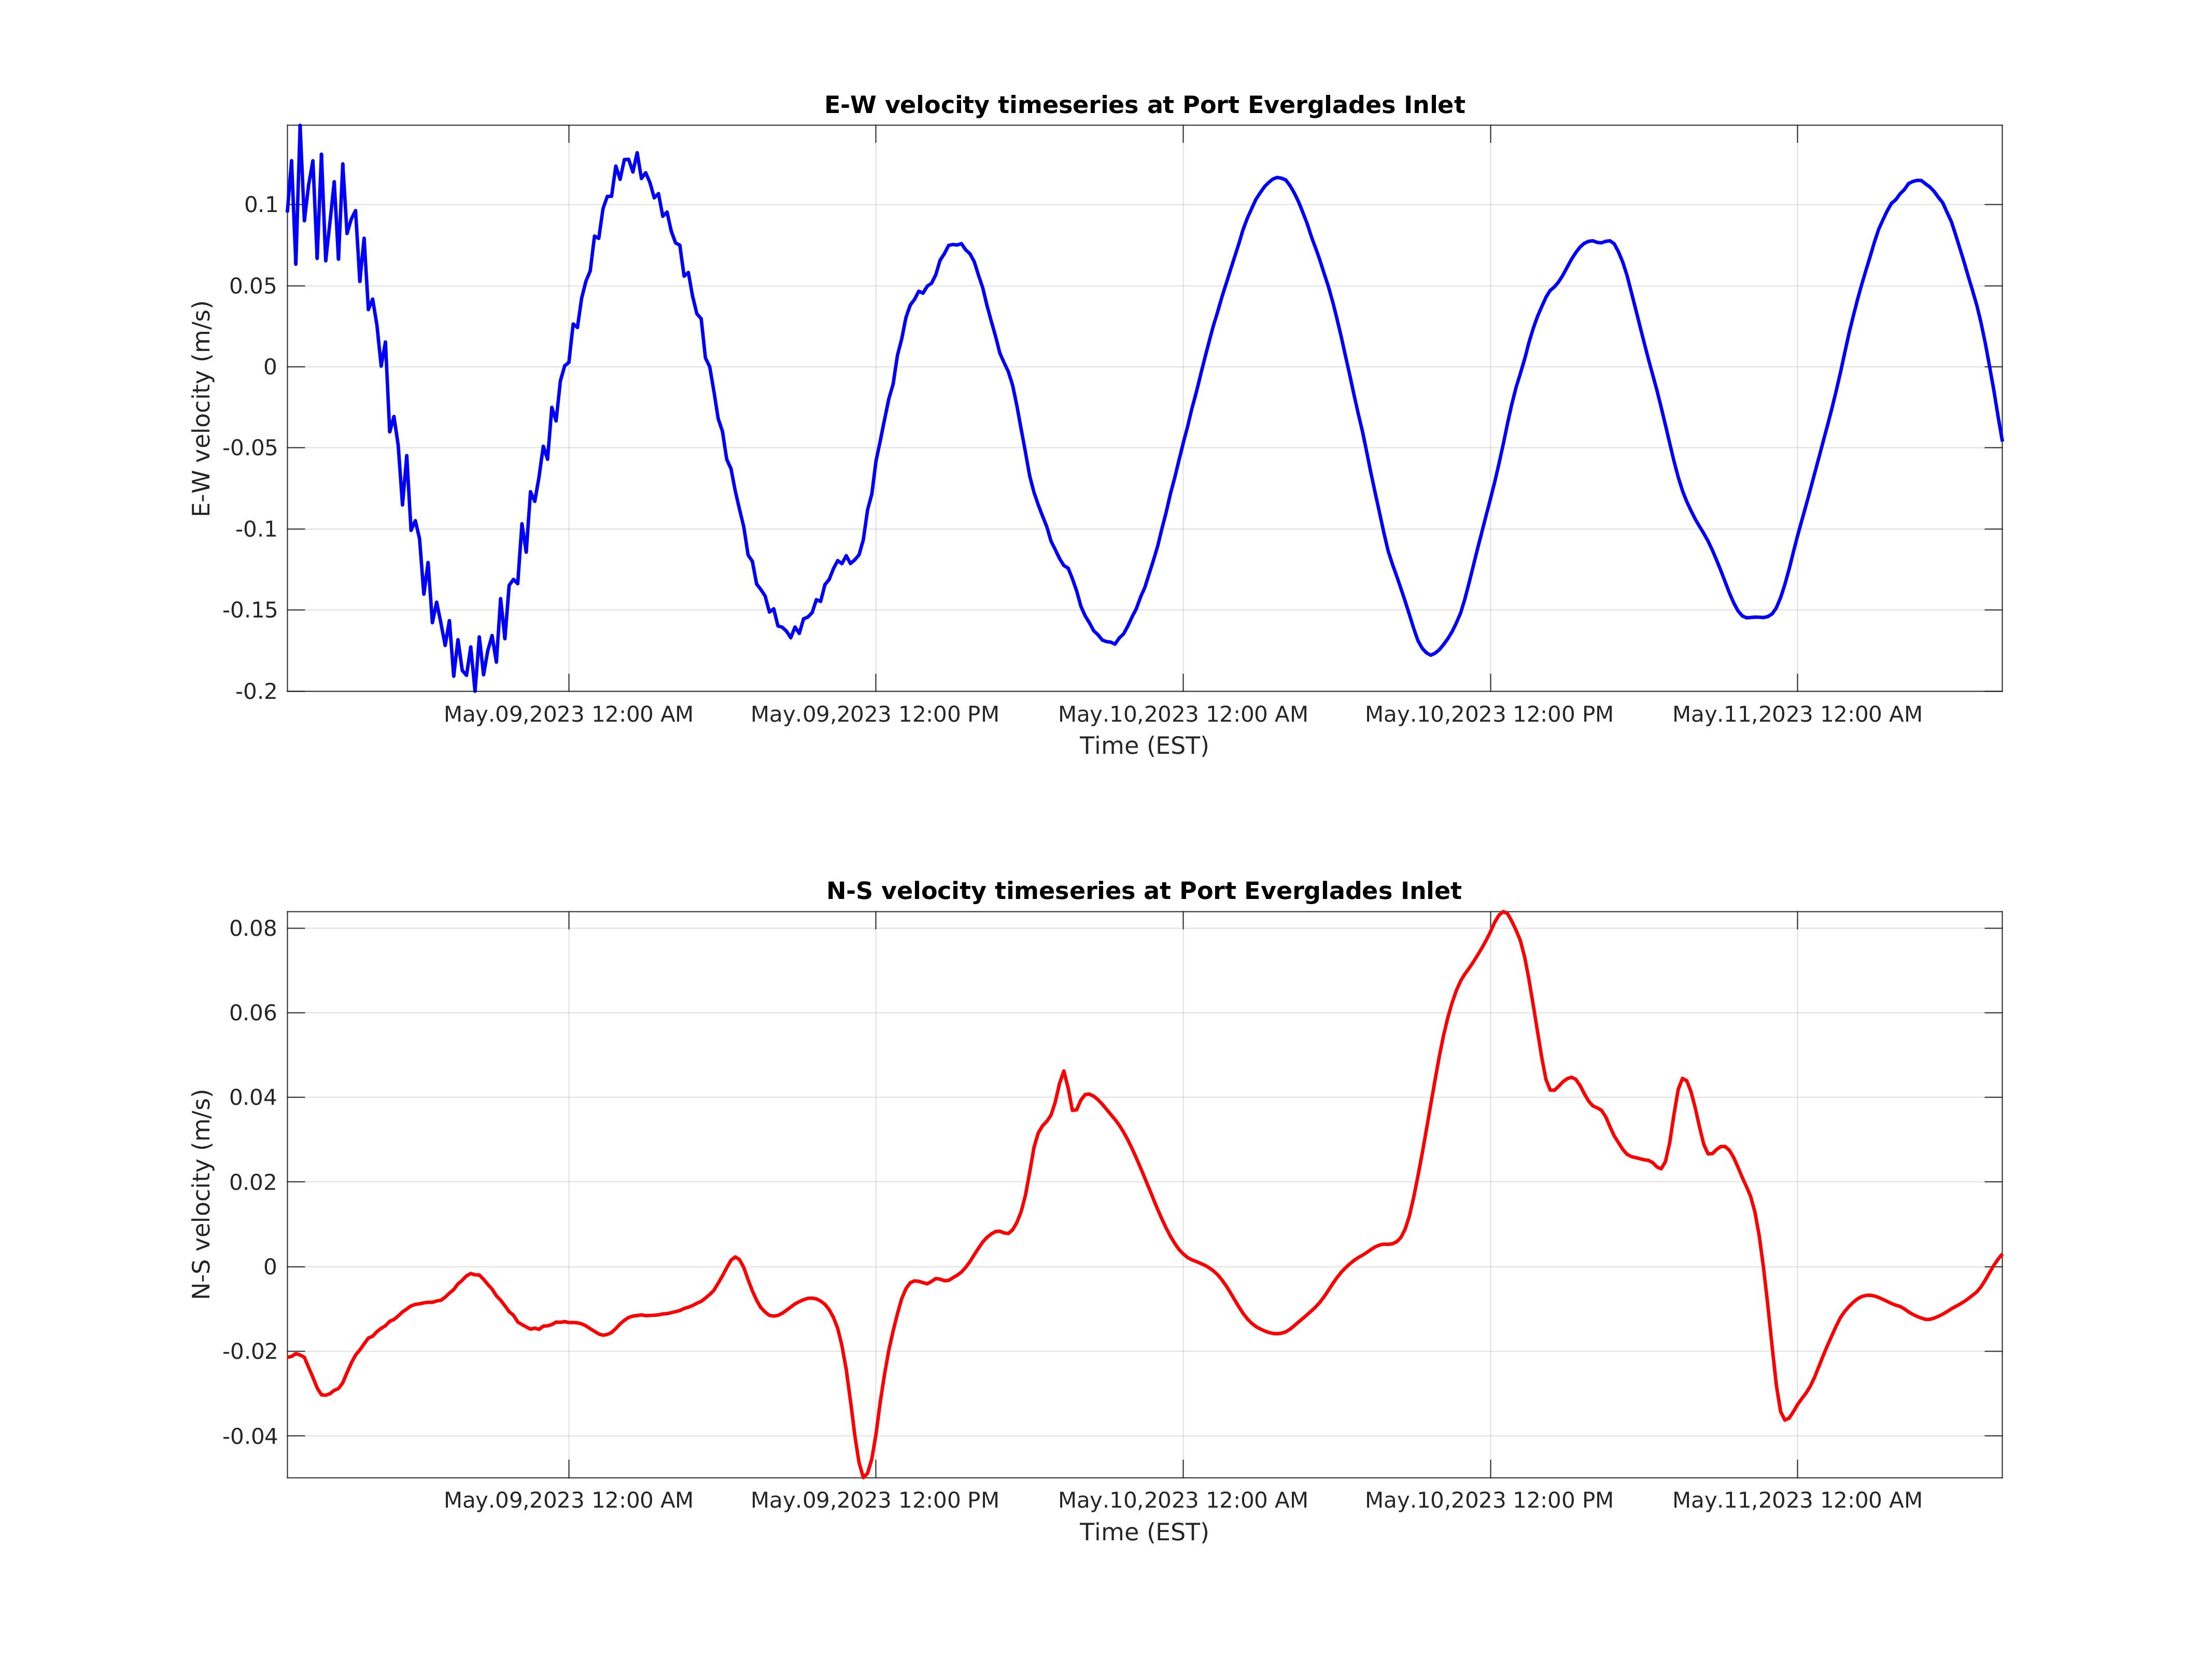 E-W velocity timeseries at Port Everglades Inlet
E-W velocity (m/s)
0.1
0.05
0
-0.05
-0.1
-0.15
-0.2
May.09,2023 12:00 AM
May.09,2023 12:00 PM
May.10,2023 12:00 AM
May.10,2023 12:00 PM
May.11,2023 12:00 AM
Time (EST)
N-S velocity timeseries at Port Everglades Inlet
N-S velocity (m/s)
0.08
0.06
0.04
0.02
0
-0.02
-0.04
May.09,2023 12:00 AM
May.09,2023 12:00 PM
May.10,2023 12:00 AM
May.10,2023 12:00 PM
May.11,2023 12:00 AM
Time (EST)